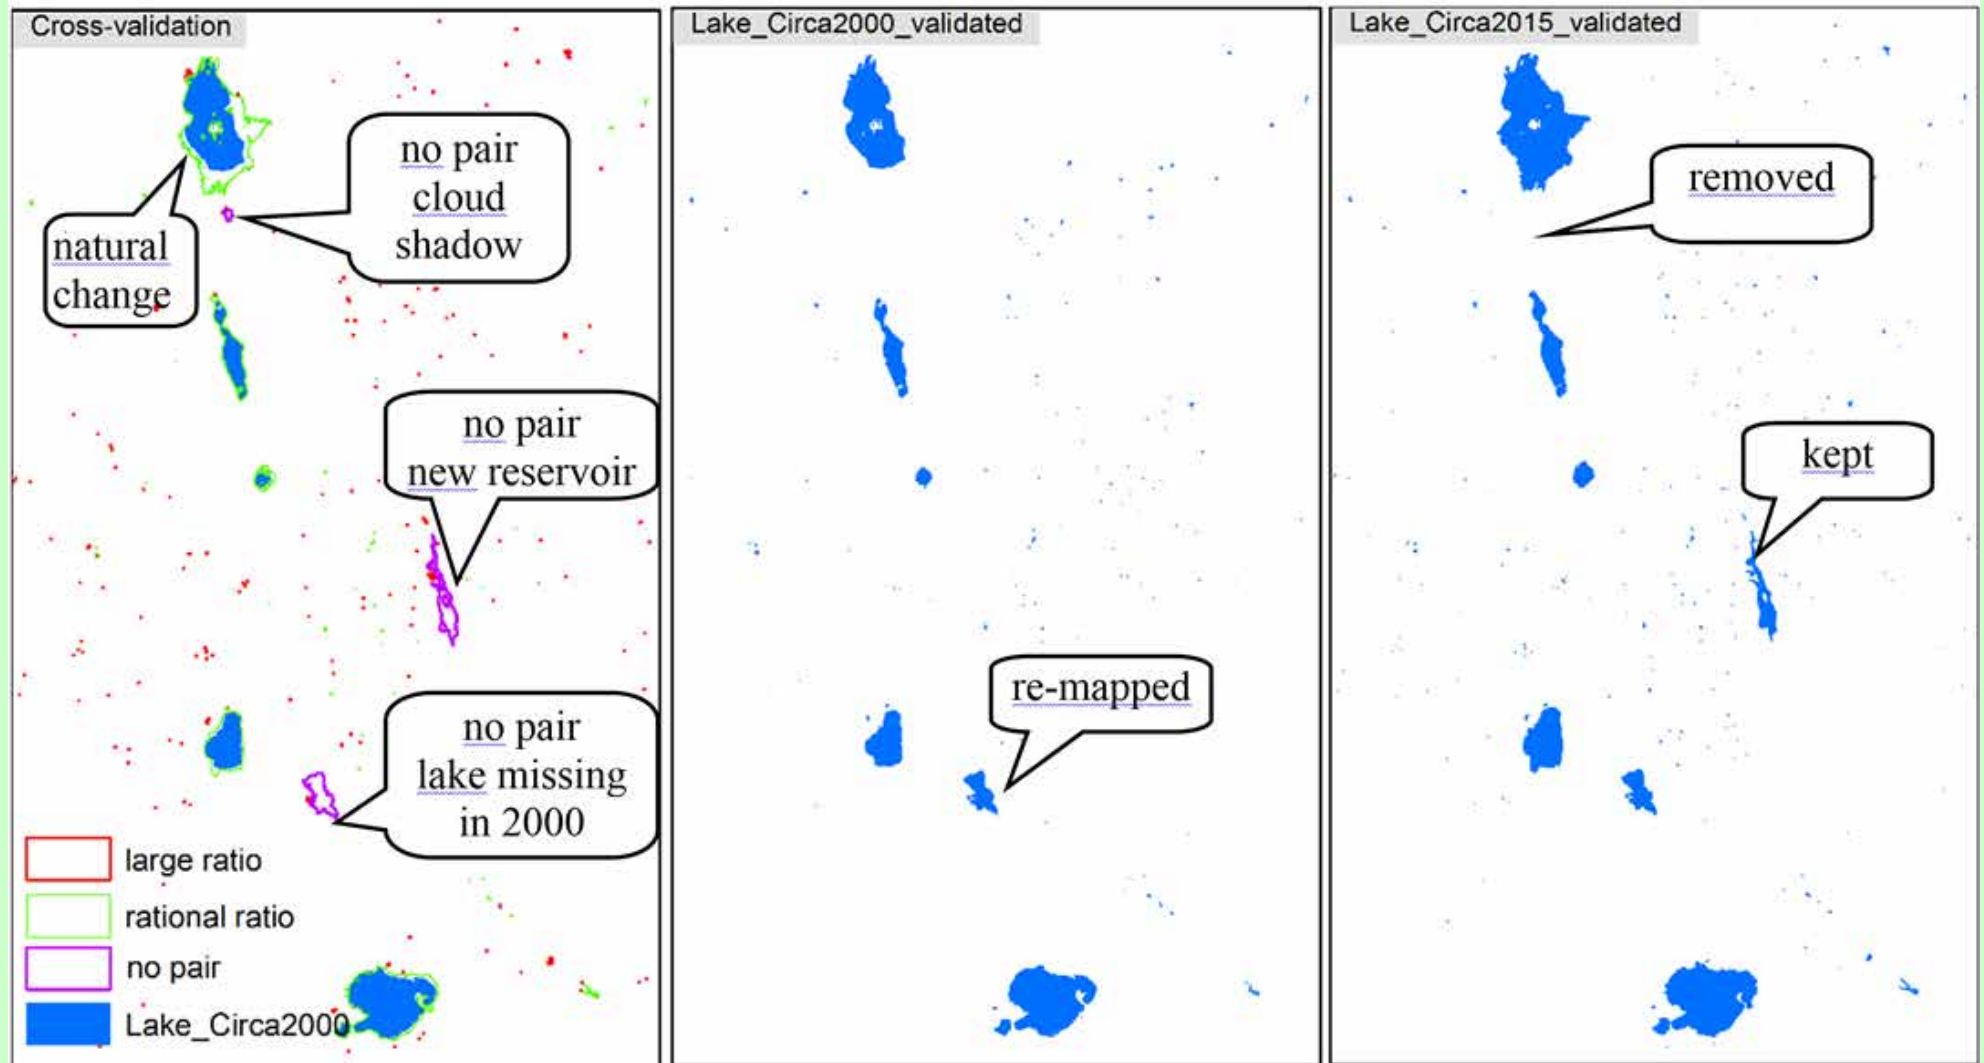 Cross-validation
no pair
cloud
shadow
natural
change
no pair
new reservoir
no pair
lake missing
in 2000
large ratio
rational ratio
no pair
Lake_Circa2000
Lake_Circa2000_validated
re-mapped
Lake_Circa2015_validated
removed
kept